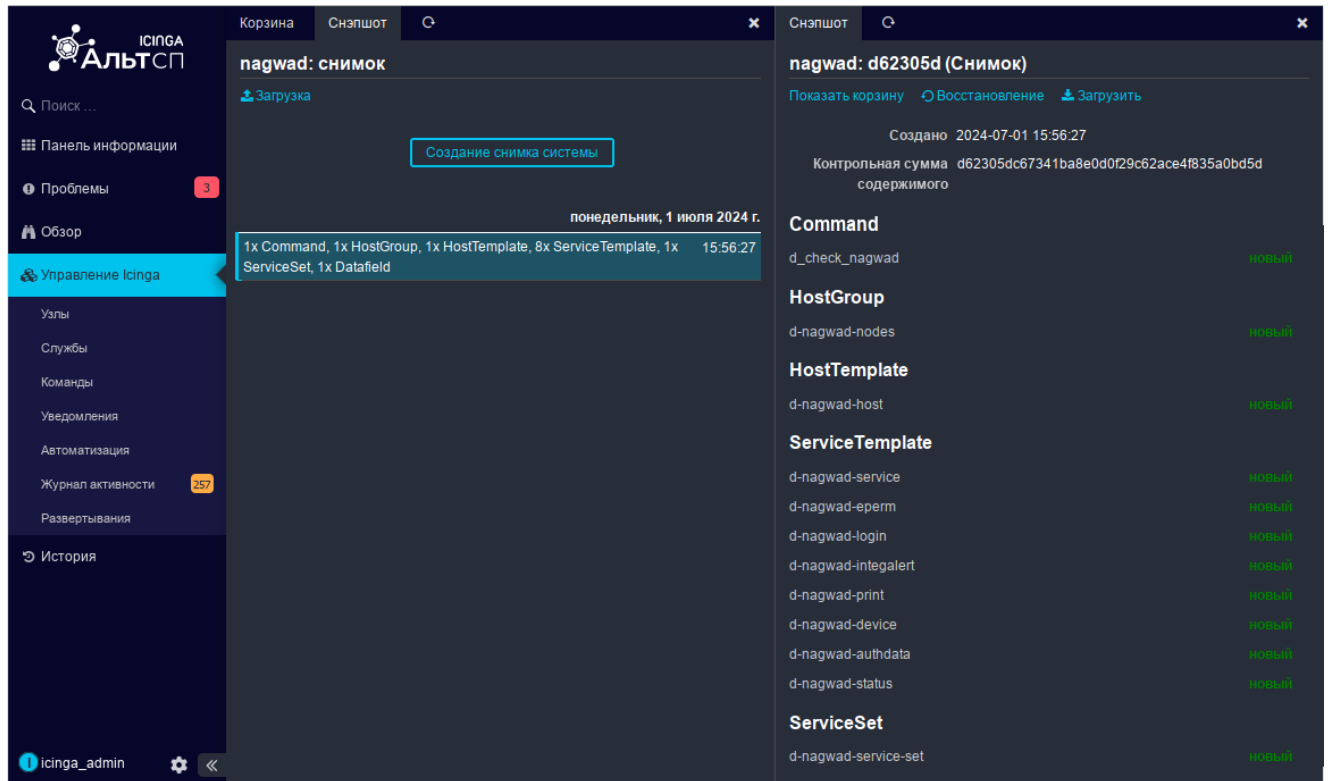 ICINGA
АЛЬТ СП
Поиск ...
Панель информации
Проблемы 3
Обзор
Управление Icinga
Узлы
Службы
Команды
Уведомления
Автоматизация
Журнал активности 257
Развертывания
История
icinga_admin
Корзина Снэпшот
nagwad: снимок
Загрузка
Создание снимка системы
понедельник, 1 июля 2024 г.
1x Command, 1x HostGroup, 1x HostTemplate, 8x ServiceTemplate, 1x 15:56:27
ServiceSet, 1x Datafield
Снэпшот
nagwad: d62305d (Снимок)
Показать корзину Восстановление Загрузить
Создано 2024-07-01 15:56:27
Контрольная сумма d62305dc67341ba8e0d0f29c62ace4f835a0bd5d
содержимого
Command
d_check_nagwad новый
HostGroup
d-nagwad-nodes новый
HostTemplate
d-nagwad-host новый
ServiceTemplate
d-nagwad-service новый
d-nagwad-eperm новый
d-nagwad-login новый
d-nagwad-integalert новый
d-nagwad-print новый
d-nagwad-device новый
d-nagwad-authdata новый
d-nagwad-status новый
ServiceSet
d-nagwad-service-set новый